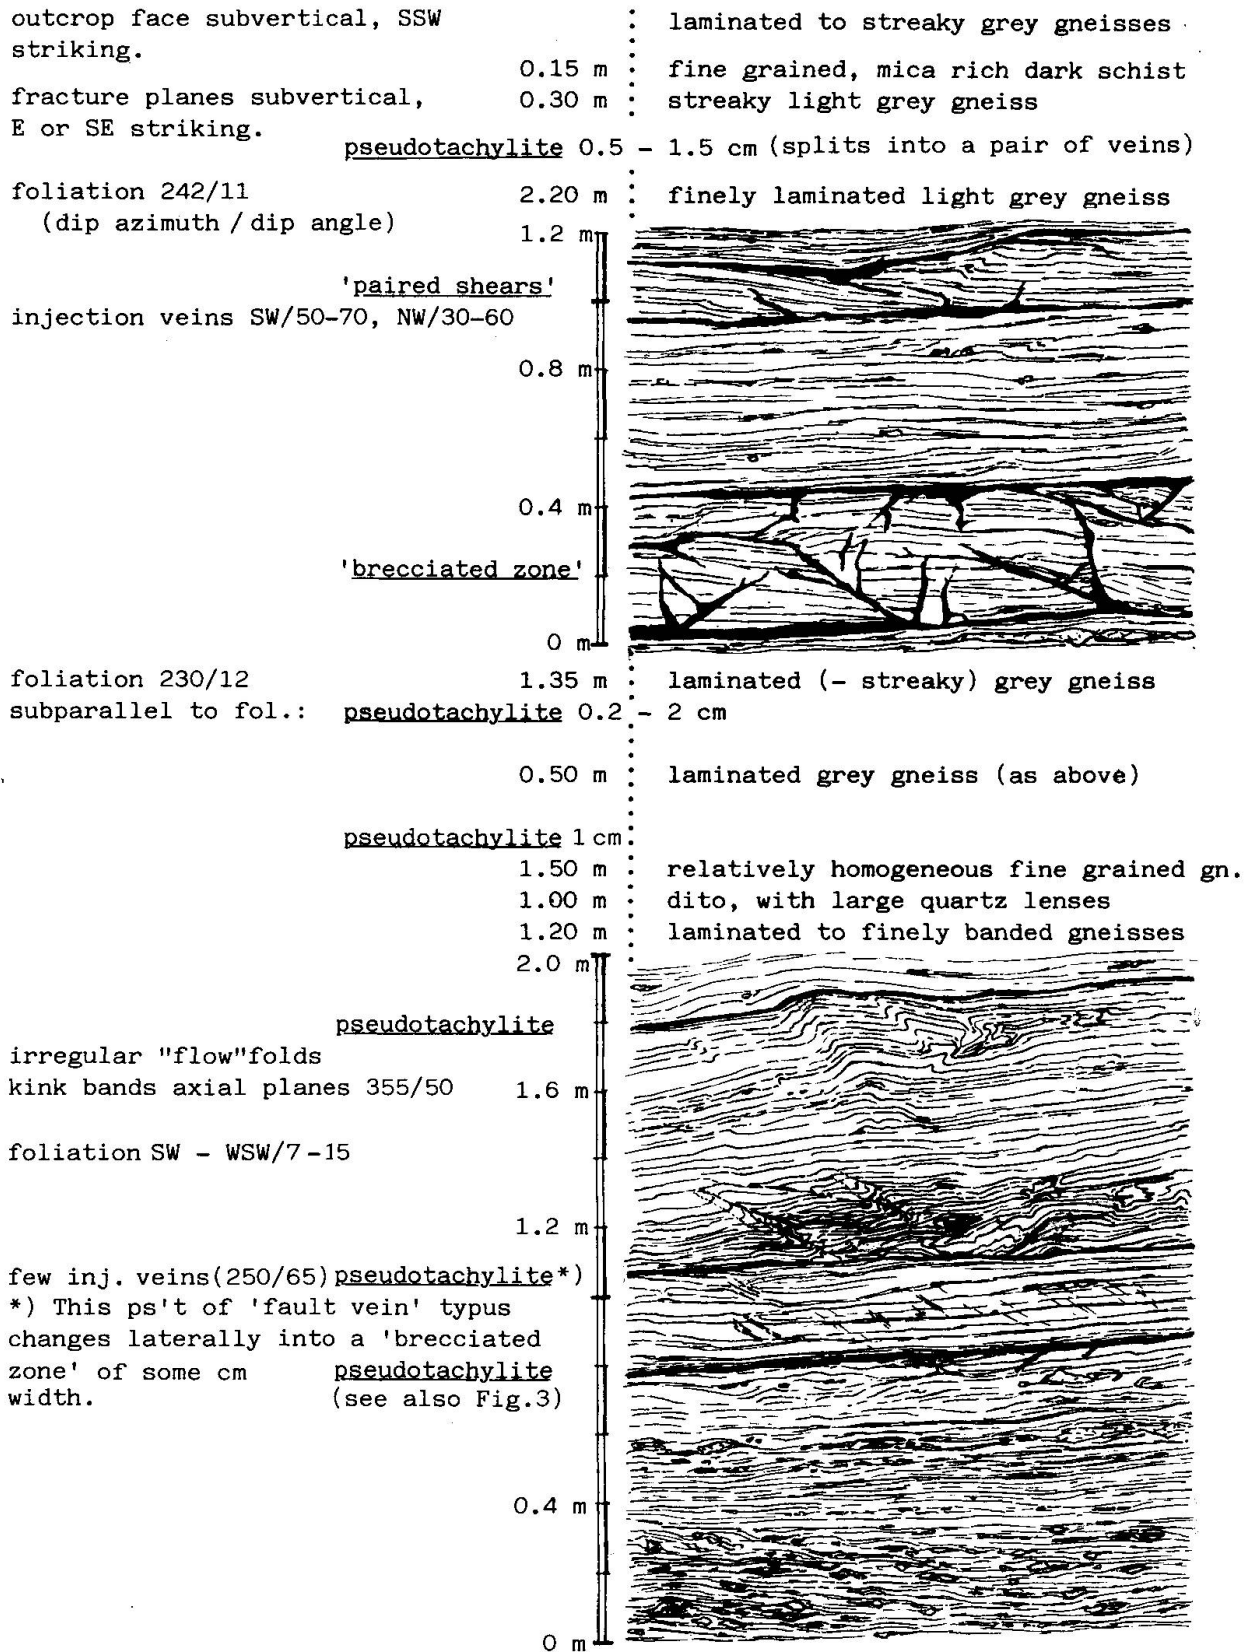 outcrop face subvertical, SSW
striking.
laminated to streaky grey gneisses
0.15 m : fine grained, mica rich dark schist
fracture planes subvertical,
E or SE striking.
0.30 m : streaky light grey gneiss
pseudotachylite 0.5 - 1.5 cm (splits into a pair of veins)
foliation 242/11
(dip azimuth / dip angle)
2.20 m : finely laminated light grey gneiss
1.2 m
'paired shears'
injection veins SW/50-70, NW/30-60
0.8 m
0.4 m
'brecciated zone'
0 m
foliation 230/12 1.35 m : laminated (- streaky) grey gneiss
subparallel to fol.: pseudotachylite 0.2 - 2 cm
0.50 m : laminated grey gneiss (as above)
pseudotachylite 1 cm
1.50 m : relatively homogeneous fine grained gn.
1.00 m : dito, with large quartz lenses
1.20 m : laminated to finely banded gneisses
2.0 m
pseudotachylite
irregular "flow"folds
kink bands axial planes 355/50
1.6 m
foliation SW - WSW/7-15
1.2 m
few inj. veins(250/65) pseudotachylite*)
*) This ps't of 'fault vein' typus
changes laterally into a 'brecciated
zone' of some cm
width.
pseudotachylite
(see also Fig.3)
0.4 m
0 m